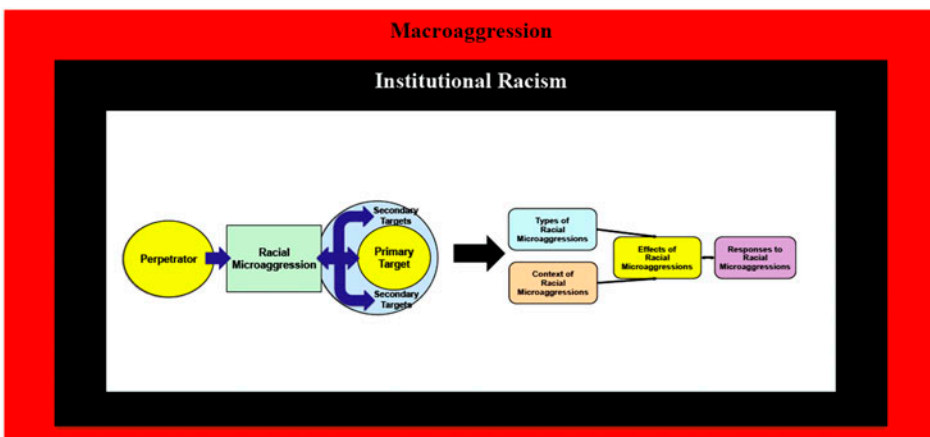 Macroaggression
Institutional Racism
Perpetrator
Racial
Microaggression
Secondary
Targets
Primary
Target
Secondary
Targets
Types of
Racial
Microaggressions
Context of
Racial
Microaggressions
Effects of
Racial
Microaggressions
Responses to
Racial
Microaggressions